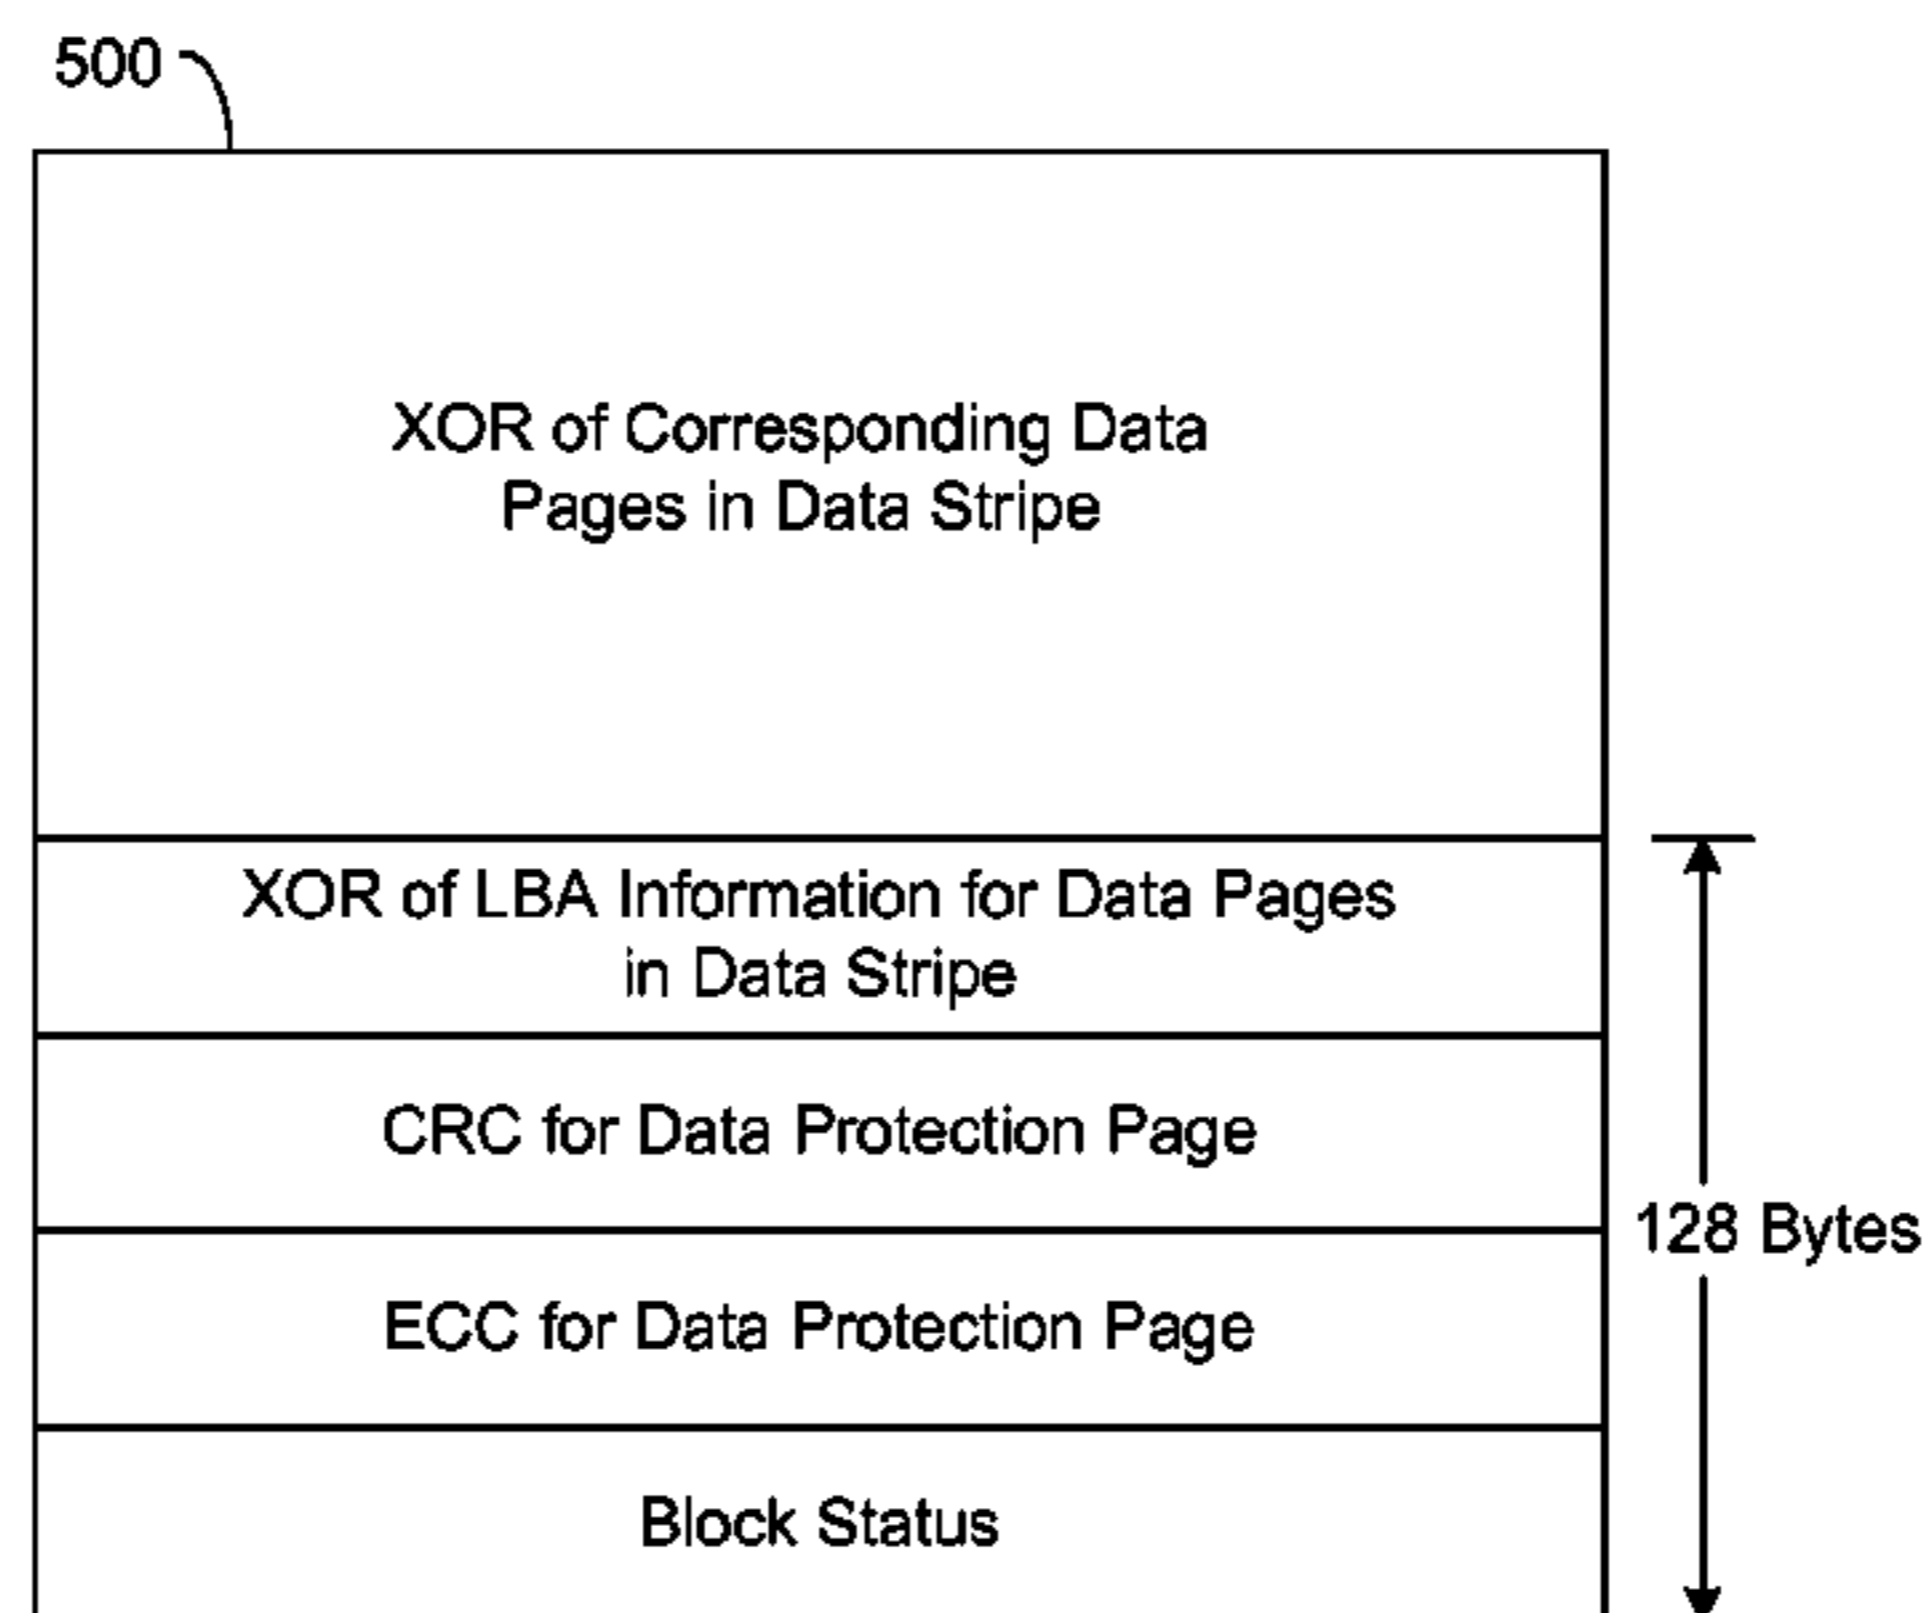 500
XOR of Corresponding Data
Pages in Data Stripe
XOR of LBA Information for Data Pages
in Data Stripe
CRC for Data Protection Page
128 Bytes
ECC for Data Protection Page
Block Status